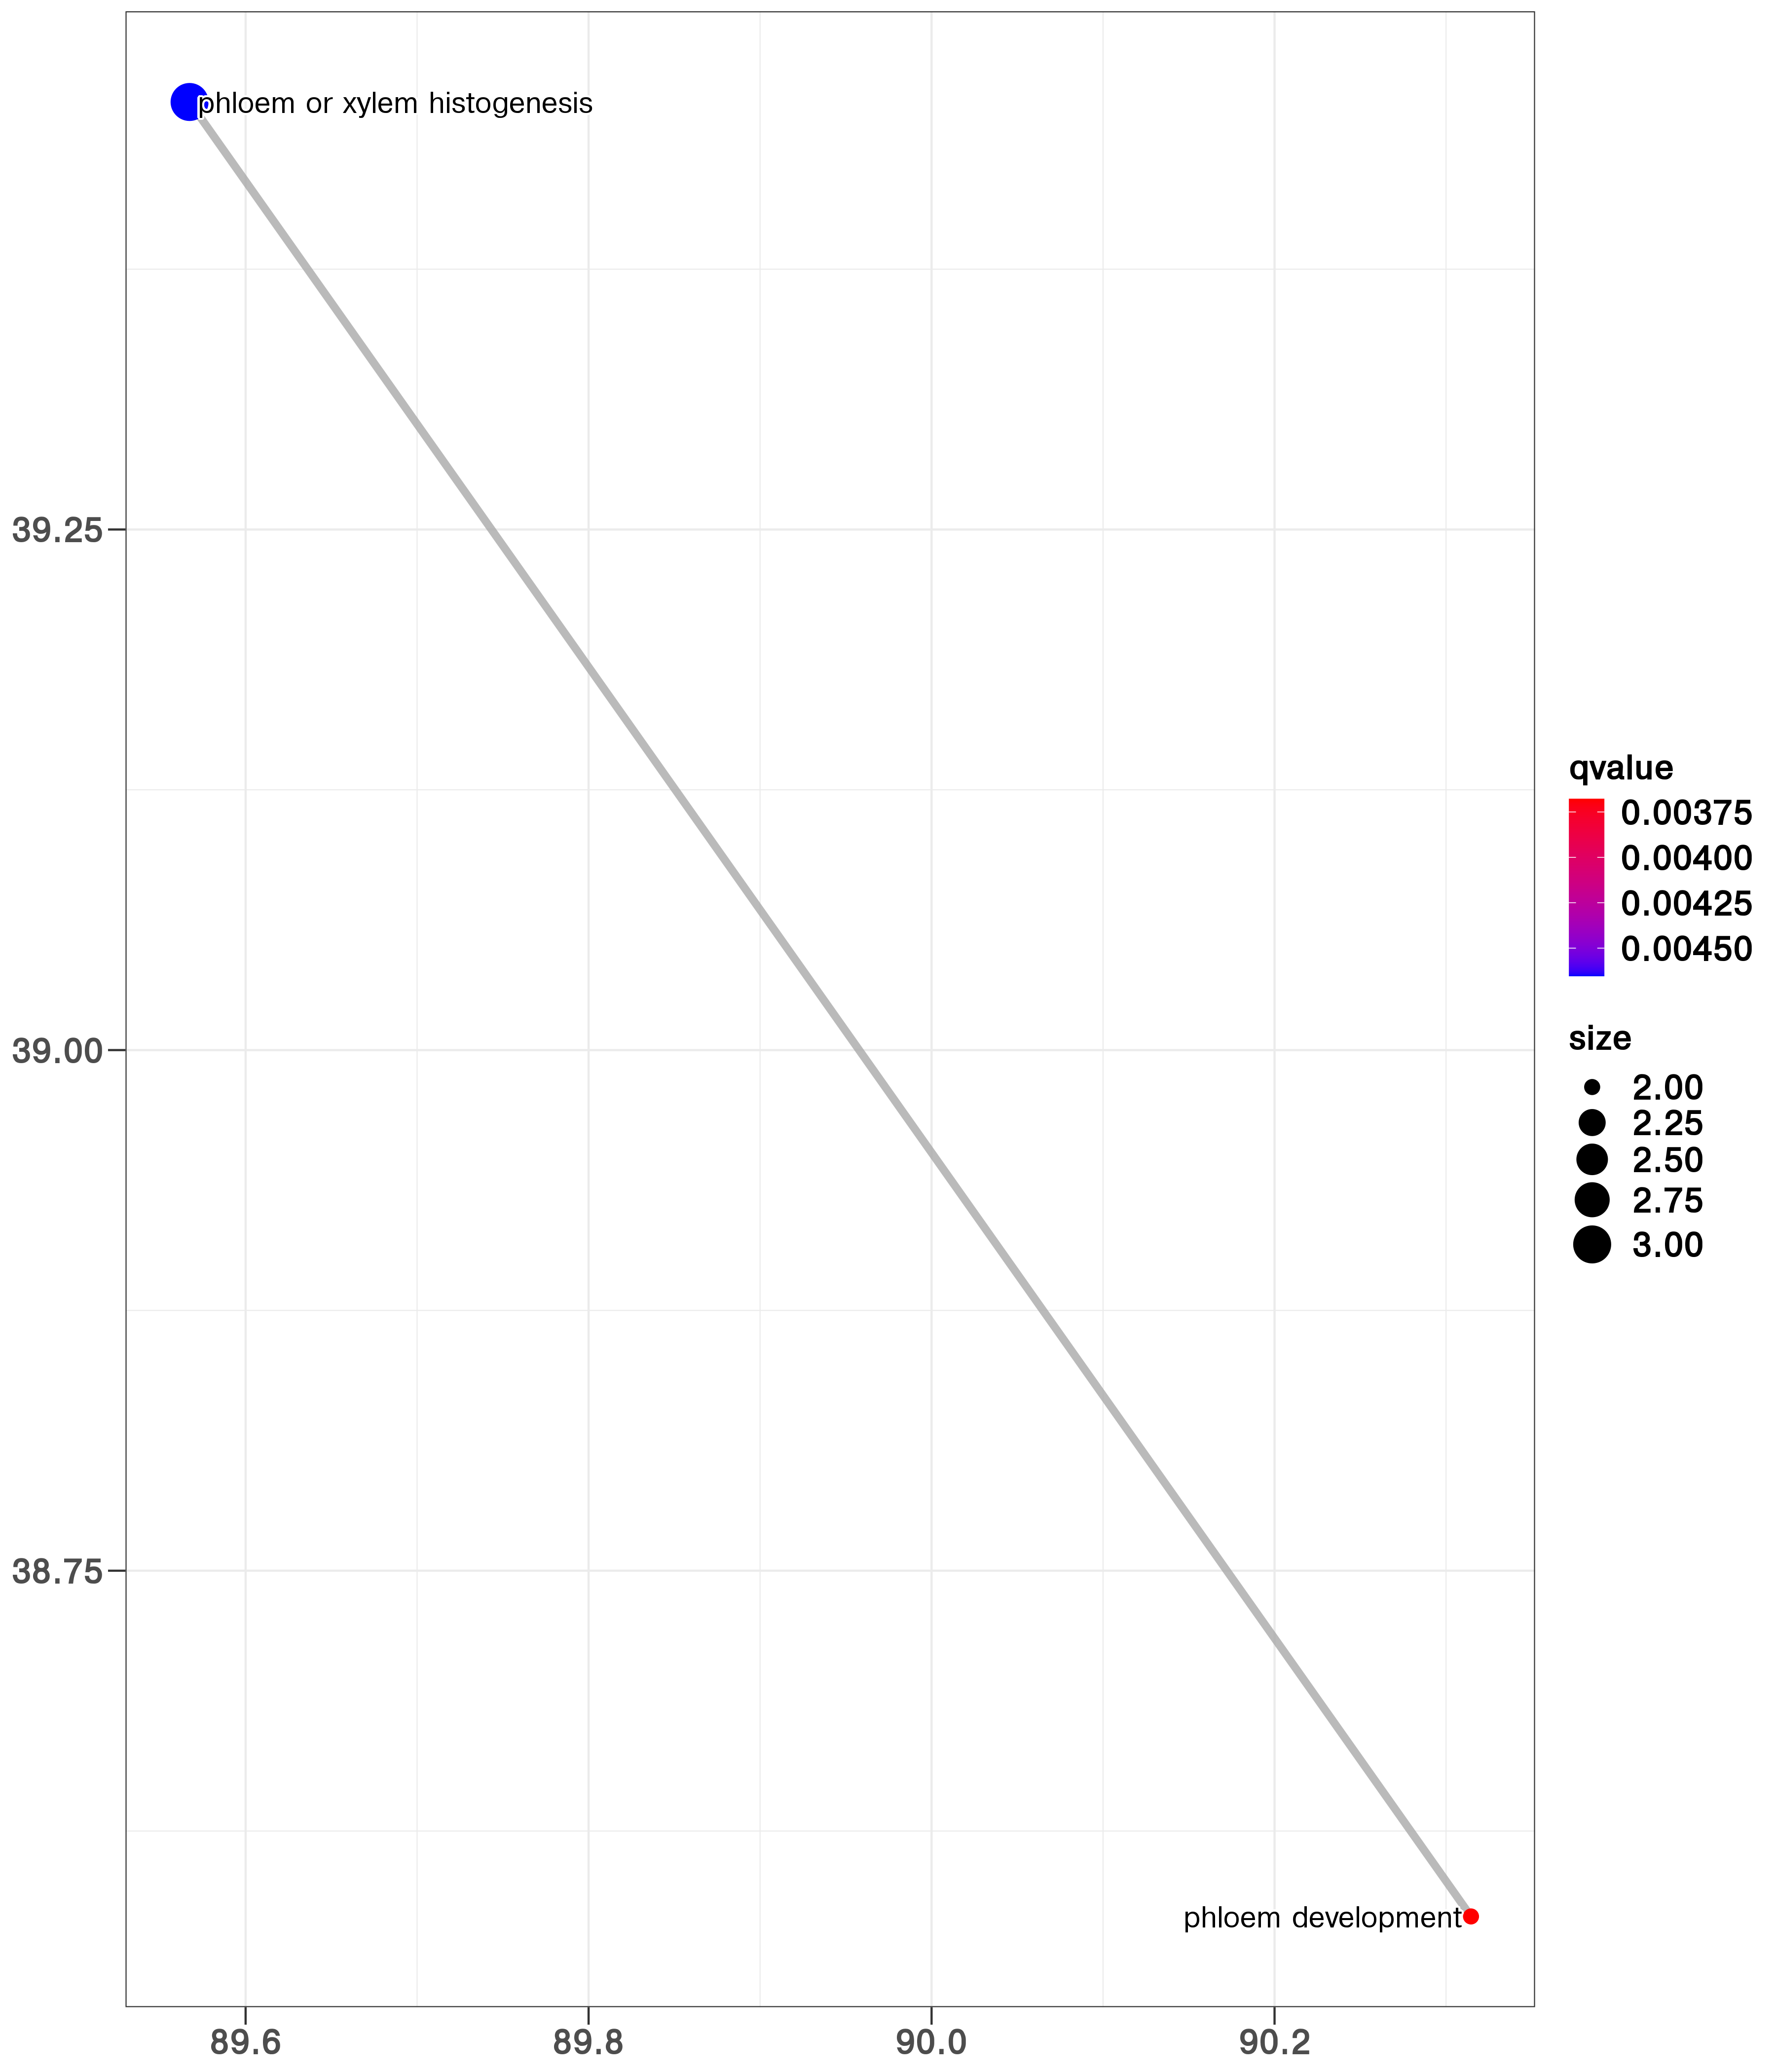 phloem or xylem histogenesis
39.25
39.00
38.75
phloem development
89.6 89.8 90.0 90.2
qvalue
0.00375
0.00400
0.00425
0.00450
size
2.00
2.25
2.50
2.75
3.00